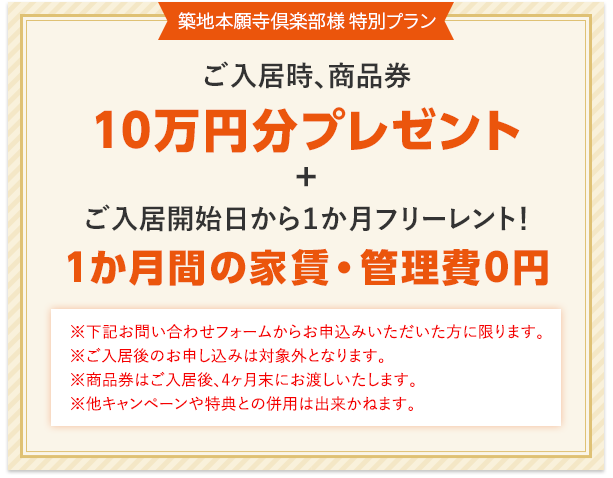 築地本願寺倶楽部様 特別プラン
ご入居時、商品券
10万円分プレゼント
+
ご入居開始日から1か月フリーレント!
1か月間の家賃・管理費0円
※下記お問い合わせフォームからお申込みいただいた方に限ります。
※ご入居後のお申し込みは対象外となります。
※商品券はご入居後、4ヶ月末にお渡しいたします。
※他キャンペーンや特典との併用は出来かねます。